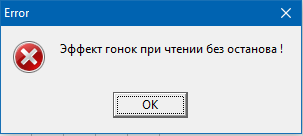 Error
Эффект гонок при чтении без останова !
OK